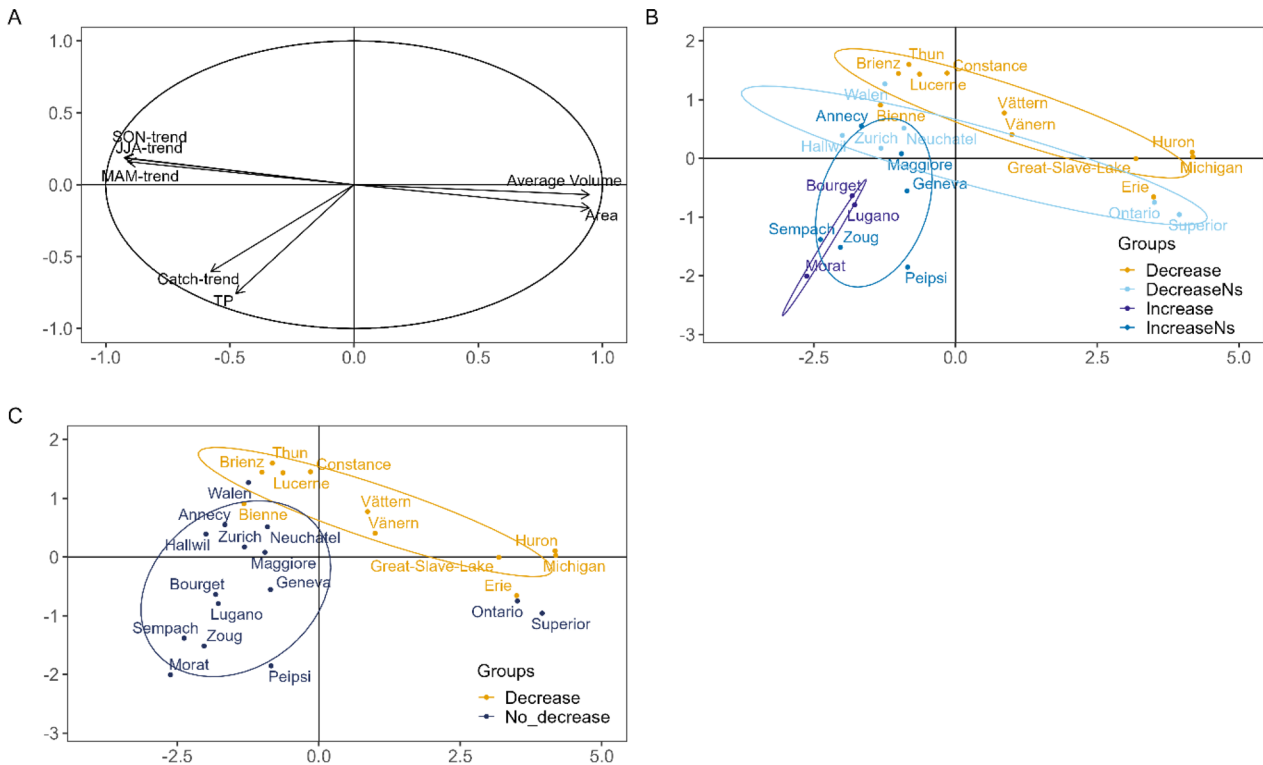 A
1.0
0.5
0.0
-0.5
-1.0
SON-trend
JJA-trend
MAM-trend
Average Volume
Area
Catch-trend
TP
-1.0 -0.5 0.0 0.5 1.0
B
2
1
0
-1
-2
-3
Thun
Brienz
Constance
Lucerne
Walen
Vättern
Bienne
Annecy
Vänern
Zurich
Neuchatel
Hallwil
Huron
Maggiore
Great-Slave-Lake
Michigan
Bourget
Geneva
Erie
Lugano
Ontario
Superior
Sempach
Zoug
Morat
Peipsi
Groups
Decrease
DecreaseNs
Increase
IncreaseNs
-2.5 0.0 2.5 5.0
C
2
1
0
-1
-2
-3
Thun
Brienz
Constance
Lucerne
Walen
Vättern
Annecy
Bienne
Vänern
Hallwil
Zurich
Neuchatel
Huron
Maggiore
Great-Slave-Lake
Michigan
Bourget
Geneva
Erie
Lugano
Ontario
Superior
Sempach
Zoug
Morat
Peipsi
Groups
Decrease
No_decrease
-2.5 0.0 2.5 5.0